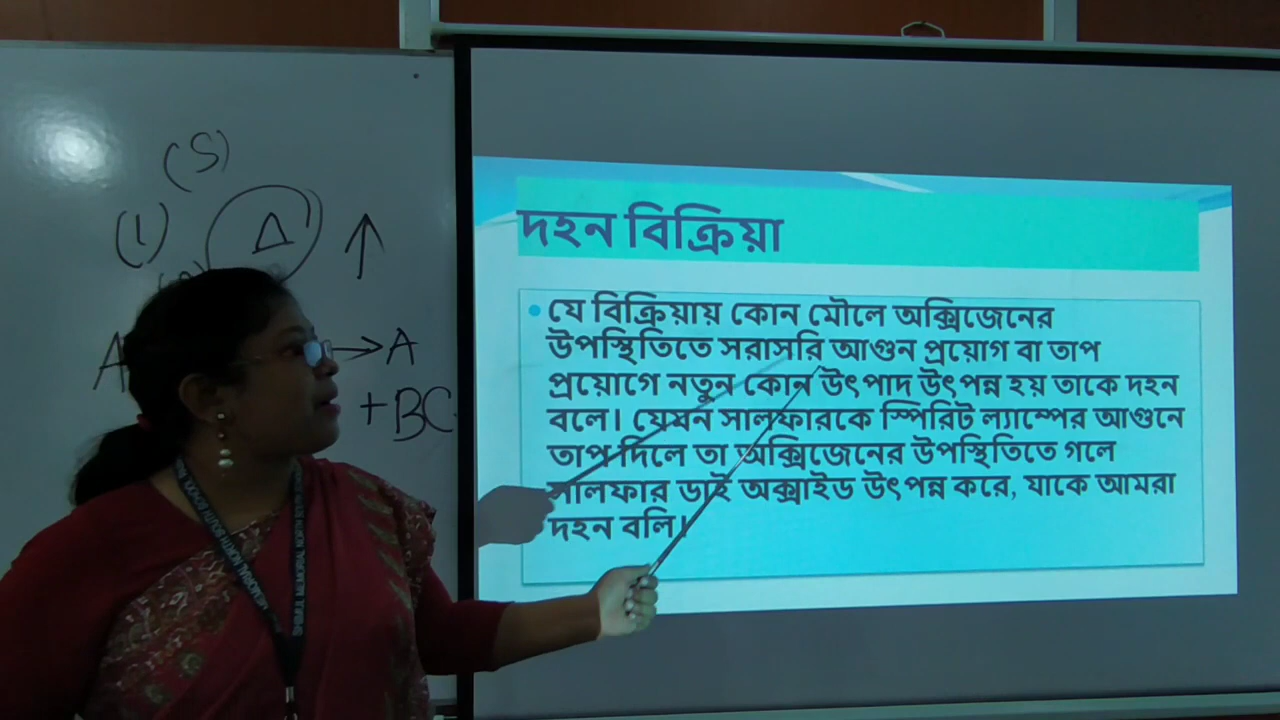 (S)
(l)
Δ
↑
A
→ A
+ BC
দহন বিক্রিয়া
• যে বিক্রিয়ায় কোন মৌলে অক্সিজেনের
উপস্থিতিতে সরাসরি আগুন প্রয়োগ বা তাপ
প্রয়োগে নতুন কোন উৎপাদ উৎপন্ন হয় তাকে দহন
বলে। যেমন সালফারকে স্পিরিট ল্যাম্পের আগুনে
তাপ দিলে তা অক্সিজেনের উপস্থিতিতে গলে
সালফার ডাই অক্সাইড উৎপন্ন করে, যাকে আমরা
দহন বলি।